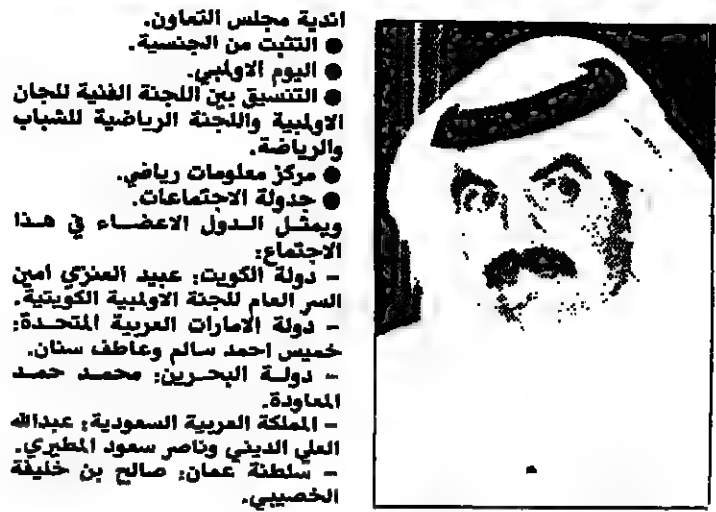 اندية مجلس التعاون.
● التثبت من الجنسية.
● اليوم الاولمبي.
● التنسيق بين اللجنة الفنية للجان
الاولمبية واللجنة الرياضية للشباب
والرياضة.
● مركز معلومات رياضي.
● جدولة الاجتماعات.
ويمثل الدول الاعضاء في هذا
الاجتماع:
– دولة الكويت: عبيد العنزي امين
السر العام للجنة الاولمبية الكويتية.
– دولة الامارات العربية المتحدة:
خميس احمد سالم وعاطف سنان.
– دولة البحرين: محمد حمد
المعاودة.
– المملكة العربية السعودية: عبدالله
العلي الديني وناصر سعود المطيري.
– سلطنة عمان: صالح بن خليفة
الخصيبي.